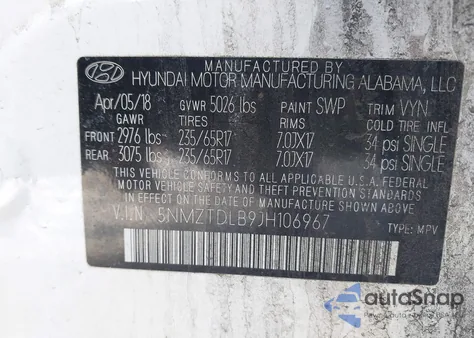 MANUFACTURED BY
HYUNDAI MOTOR MANUFACTURING ALABAMA, LLC
Apr/05/18 GVWR 5026 lbs PAINT SWP TRIM VYN
GAWR TIRES RIMS COLD TIRE PRESSURE
FRONT 2976 lbs 235/65R17 7.0JX17 34 psi SINGLE
REAR 3075 lbs 235/65R17 7.0JX17 34 psi SINGLE
THIS VEHICLE CONFORMS TO ALL APPLICABLE U.S.A. FEDERAL
MOTOR VEHICLE SAFETY AND THEFT PREVENTION STANDARDS
IN EFFECT ON THE DATE OF MANUFACTURE SHOWN ABOVE.
V.I.N 5NMZTDLB9JH106967
TYPE: MPV
autoSnap